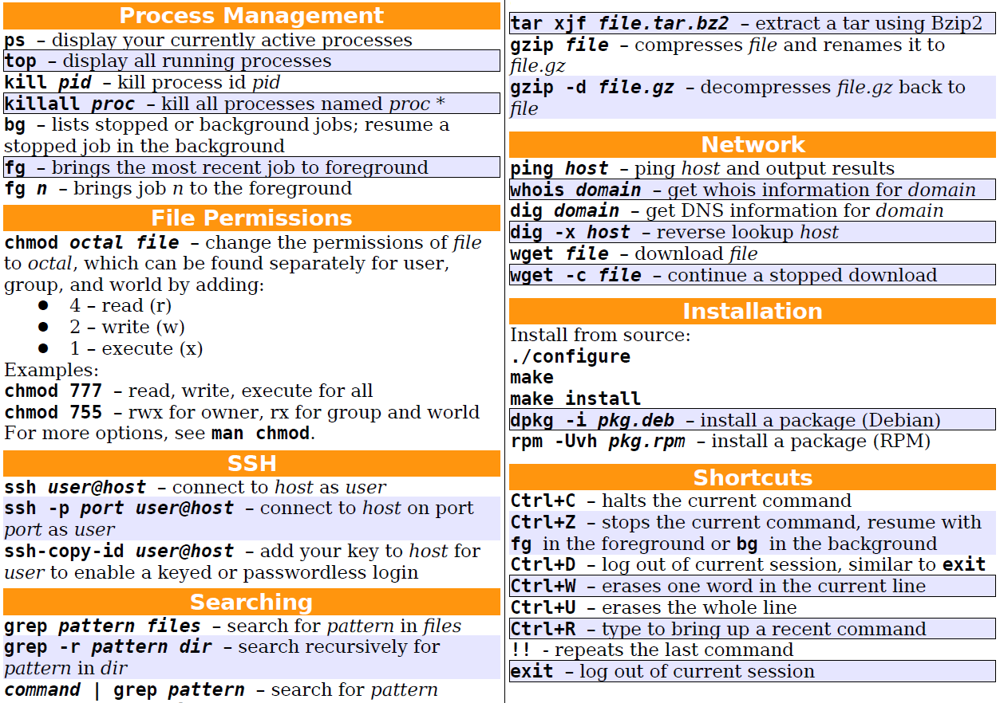 Process Management
ps – display your currently active processes
top – display all running processes
kill pid – kill process id pid
killall proc – kill all processes named proc *
bg – lists stopped or background jobs; resume a
stopped job in the background
fg – brings the most recent job to foreground
fg n – brings job n to the foreground
File Permissions
chmod octal file – change the permissions of file
to octal, which can be found separately for user,
group, and world by adding:
● 4 – read (r)
● 2 – write (w)
● 1 – execute (x)
Examples:
chmod 777 – read, write, execute for all
chmod 755 – rwx for owner, rx for group and world
For more options, see man chmod.
SSH
ssh user@host – connect to host as user
ssh -p port user@host – connect to host on port
port as user
ssh-copy-id user@host – add your key to host for
user to enable a keyed or passwordless login
Searching
grep pattern files – search for pattern in files
grep -r pattern dir – search recursively for
pattern in dir
command | grep pattern – search for pattern
tar xjf file.tar.bz2 – extract a tar using Bzip2
gzip file – compresses file and renames it to
file.gz
gzip -d file.gz – decompresses file.gz back to
file
Network
ping host – ping host and output results
whois domain – get whois information for domain
dig domain – get DNS information for domain
dig -x host – reverse lookup host
wget file – download file
wget -c file – continue a stopped download
Installation
Install from source:
./configure
make
make install
dpkg -i pkg.deb – install a package (Debian)
rpm -Uvh pkg.rpm – install a package (RPM)
Shortcuts
Ctrl+C – halts the current command
Ctrl+Z – stops the current command, resume with
fg in the foreground or bg in the background
Ctrl+D – log out of current session, similar to exit
Ctrl+W – erases one word in the current line
Ctrl+U – erases the whole line
Ctrl+R – type to bring up a recent command
!! - repeats the last command
exit – log out of current session